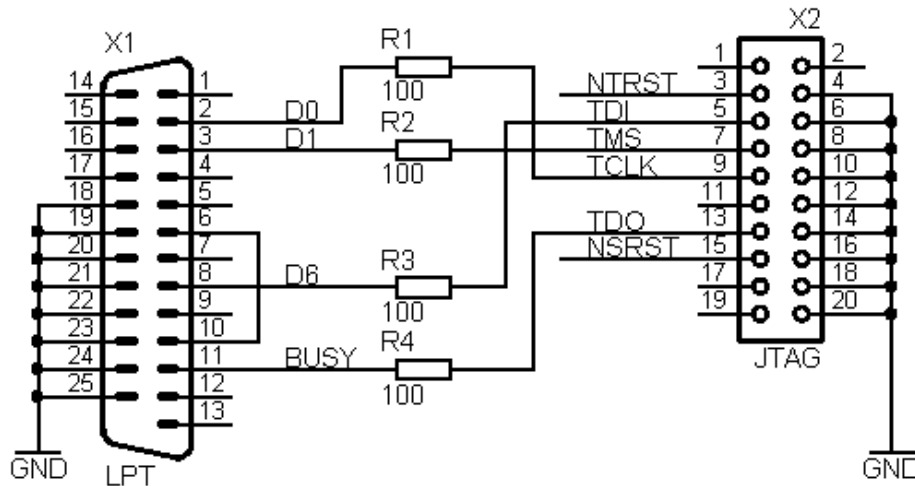 X1
14
15
16
17
18
19
20
21
22
23
24
25
1
2
3
4
5
6
7
8
9
10
11
12
13
LPT
GND
D0
D1
D6
BUSY
R1
100
R2
100
R3
100
R4
100
NTRST
TDI
TMS
TCLK
TDO
NSRST
X2
1
3
5
7
9
11
13
15
17
19
2
4
6
8
10
12
14
16
18
20
JTAG
GND